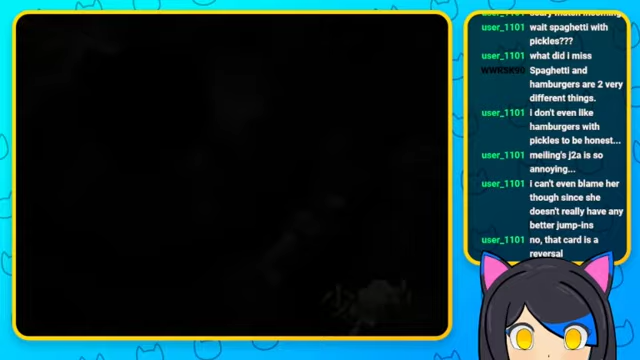 wait spaghetti with
user_1101
pickles???
user_1101 what did i miss
Spaghetti and
hamburgers are 2 very
different things.
user_1101 i don't even like
hamburgers with
pickles to be honest...
user_1101 meiling's j2a is so
annoying...
user_1101 i can't even blame her
though since she
doesn't really have any
better jump-ins
user_1101 no, that card is a
reversal